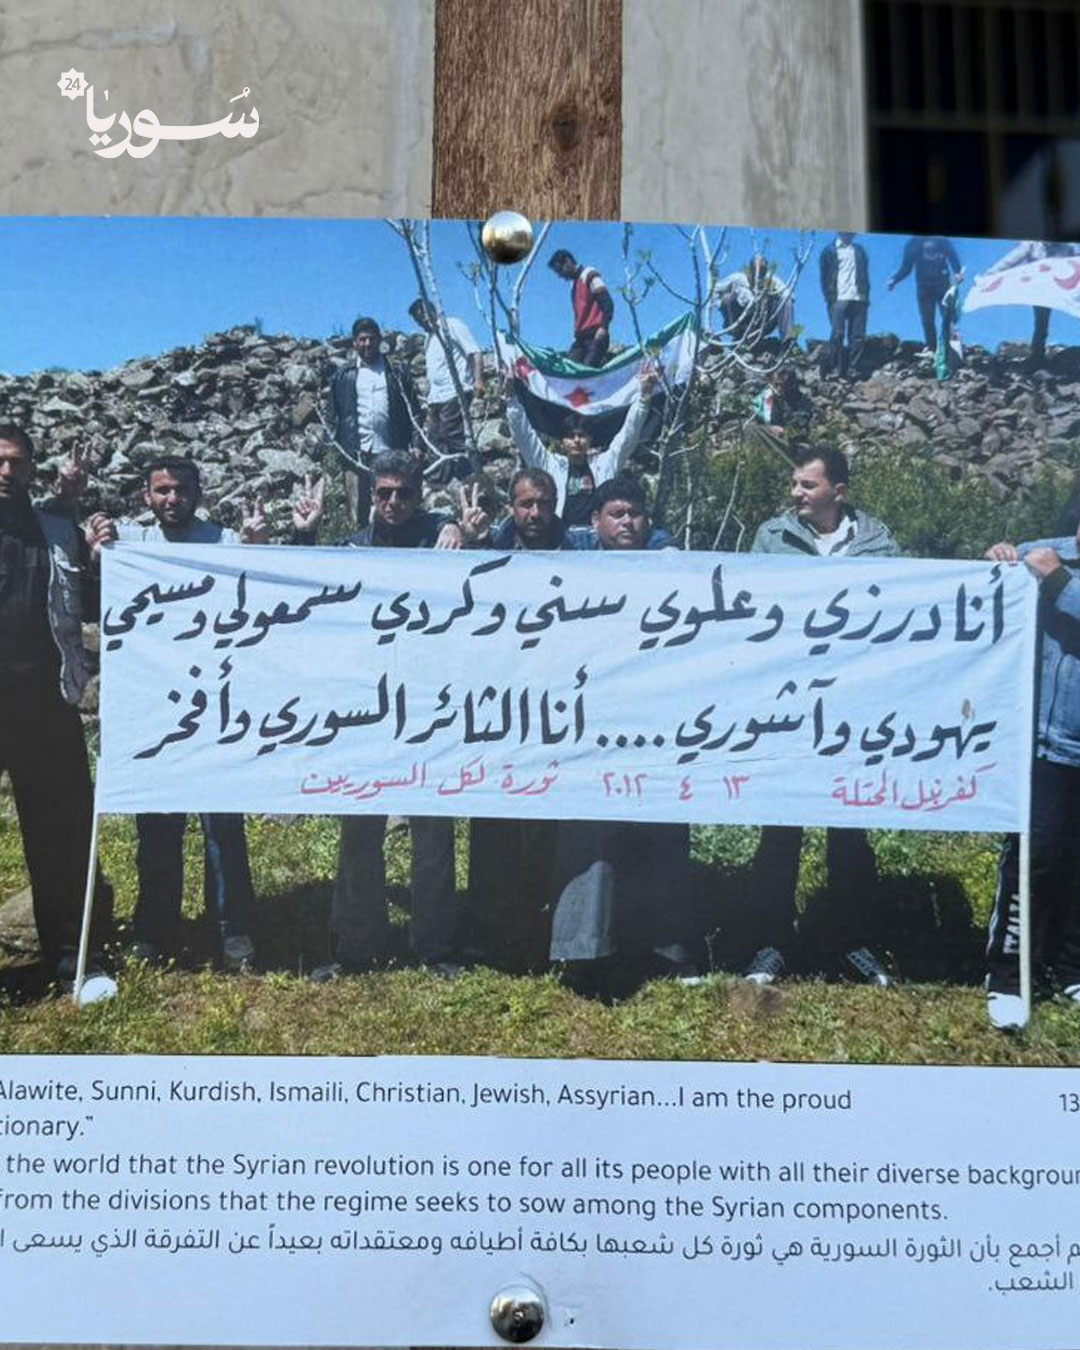 سوريا
24
أنا درزي وعلوي سني وكردي سمعولي ومسيحي
يهودي وآشوري .... أنا الثائر السوري وأفخر
كفرنبل المحتلة ١٣ ٤ ٢٠١٢ ثورة لكل السوريين
Alawite, Sunni, Kurdish, Ismaili, Christian, Jewish, Assyrian...I am the proud
13
tionary."
the world that the Syrian revolution is one for all its people with all their diverse
from the divisions that the regime seeks to sow among the Syrian components.
أجمع بأن الثورة السورية هي ثورة كل شعبها بكافة أطيافه ومعتقداته بعيداً عن التفرقة الذي يسعى
الشعب.